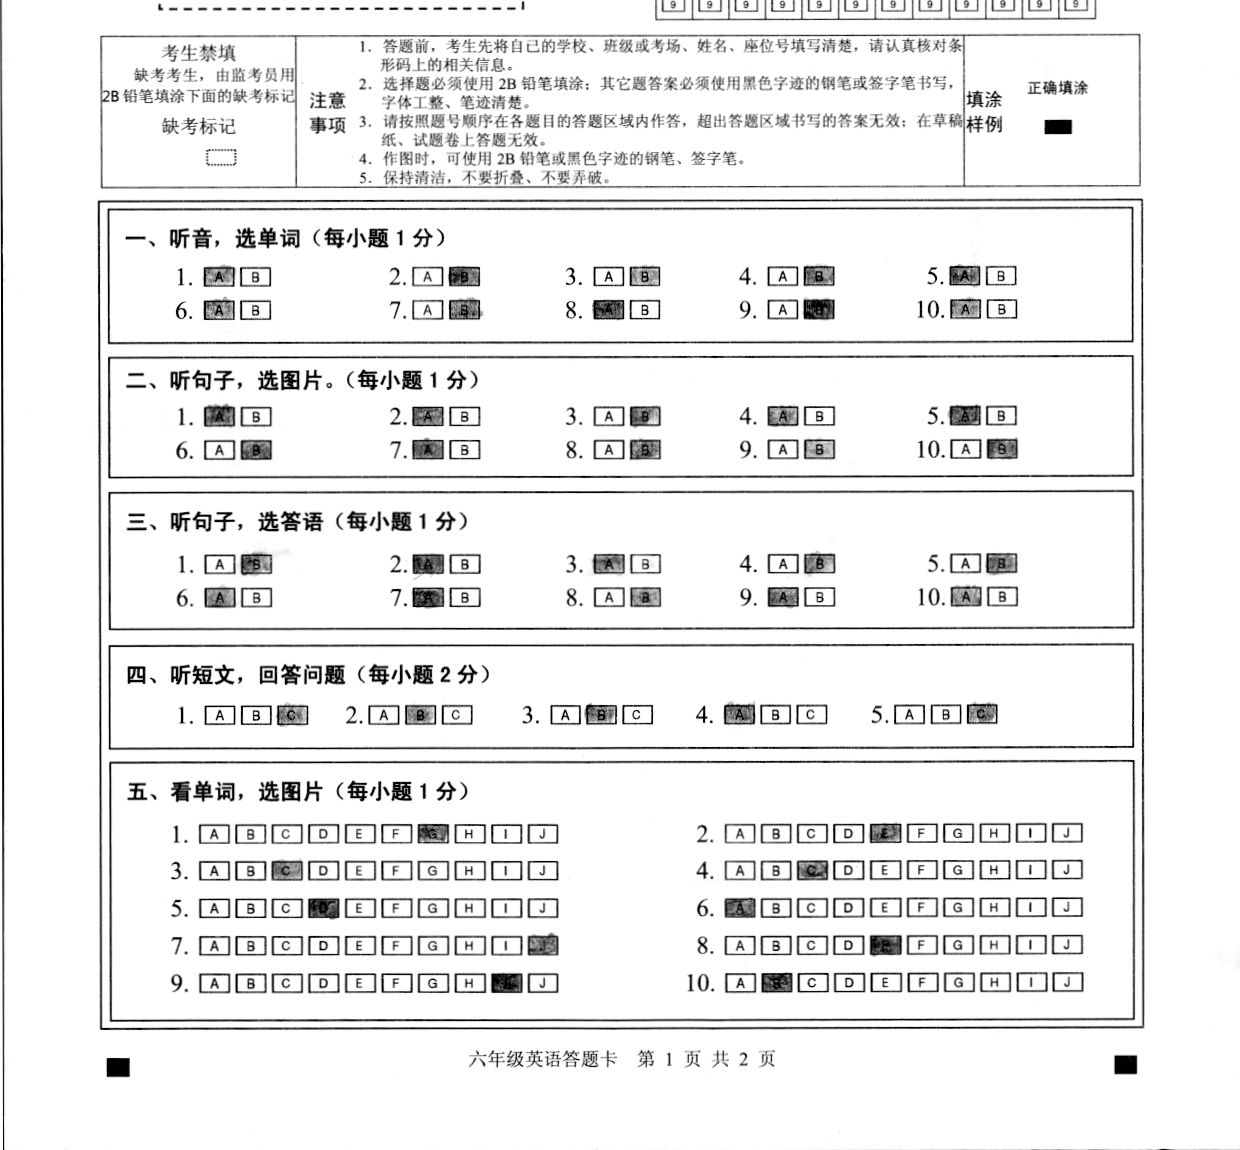 9 9 9 9 9 9 9 9 9 9 9 9
考生禁填
缺考考生，由监考员用
2B 铅笔填涂下面的缺考标记
缺考标记
注意
事项
1. 答题前，考生先将自已的学校、班级或考场、姓名、座位号填写清楚，请认真核对条
形码上的相关信息。
2. 选择题必须使用 2B 铅笔填涂；其它题答案必须使用黑色字迹的钢笔或签字笔书写，
字体工整、笔迹清楚。
3. 请按照题号顺序在各题目的答题区域内作答，超出答题区域书写的答案无效；在草稿
纸、试题卷上答题无效。
4. 作图时，可使用 2B 铅笔或黑色字迹的钢笔、签字笔。
5. 保持清洁，不要折叠、不要弄破。
填涂
样例
正确填涂
一、听音，选单词（每小题 1 分）
1. A B 2. A B 3. A B 4. A B 5. A B
6. A B 7. A B 8. A B 9. A B 10. A B
二、听句子，选图片。（每小题 1 分）
1. A B 2. A B 3. A B 4. A B 5. A B
6. A B 7. A B 8. A B 9. A B 10. A B
三、听句子，选答语（每小题 1 分）
1. A B 2. A B 3. A B 4. A B 5. A B
6. A B 7. A B 8. A B 9. A B 10. A B
四、听短文，回答问题（每小题 2 分）
1. A B C 2. A B C 3. A B C 4. A B C 5. A B C
五、看单词，选图片（每小题 1 分）
1. A B C D E F G H I J 2. A B C D E F G H I J
3. A B C D E F G H I J 4. A B C D E F G H I J
5. A B C D E F G H I J 6. A B C D E F G H I J
7. A B C D E F G H I J 8. A B C D E F G H I J
9. A B C D E F G H I J 10. A B C D E F G H I J
六年级英语答题卡 第 1 页 共 2 页